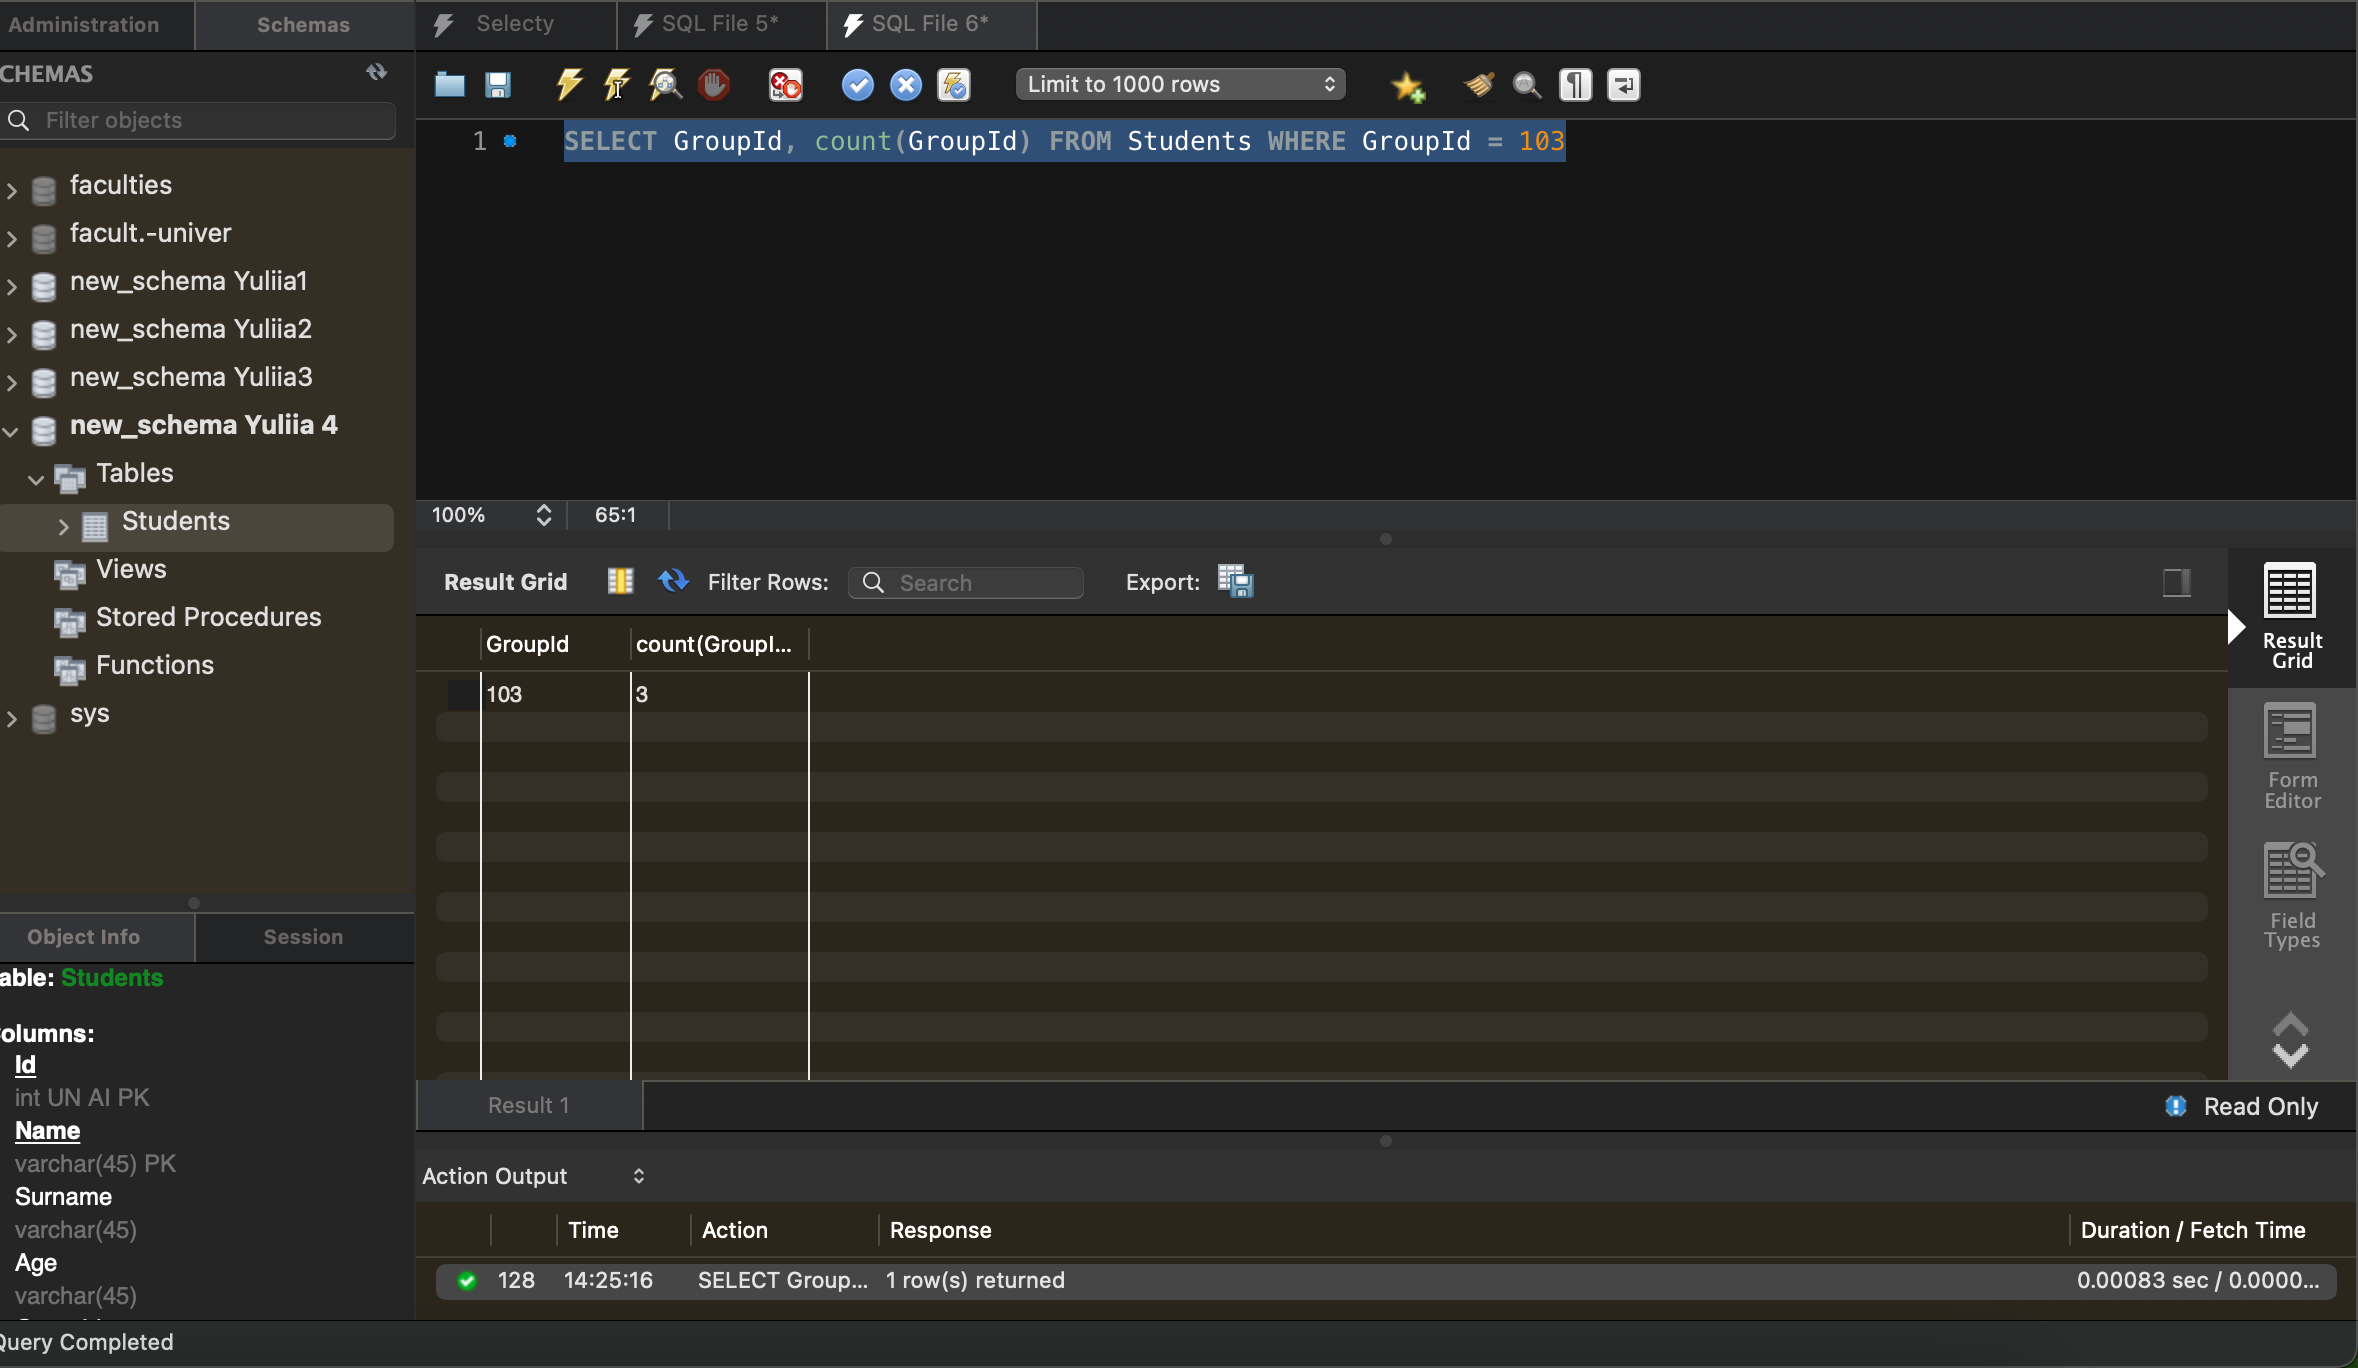 Administration
Schemas
Selecty
SQL File 5*
SQL File 6*
CHEMAS
Filter objects
Limit to 1000 rows
1
SELECT GroupId, count(GroupId) FROM Students WHERE GroupId = 103
faculties
facult.-univer
new_schema Yuliia1
new_schema Yuliia2
new_schema Yuliia3
new_schema Yuliia 4
Tables
Students
Views
Stored Procedures
Functions
sys
100%
65:1
Result Grid
Filter Rows:
Search
Export:
GroupId
count(GroupI...
103
3
Result
Grid
Form
Editor
Field
Types
Result 1
Read Only
Object Info
Session
able: Students
olumns:
Id
int UN AI PK
Name
varchar(45) PK
Surname
varchar(45)
Age
varchar(45)
Action Output
Time
Action
Response
Duration / Fetch Time
128
14:25:16
SELECT Group...
1 row(s) returned
0.00083 sec / 0.0000...
Query Completed